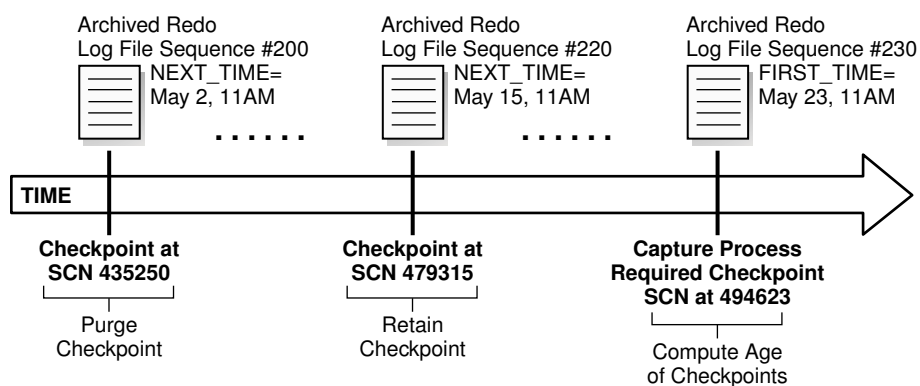 Archived Redo
Log File Sequence #200
NEXT_TIME=
May 2, 11AM
Archived Redo
Log File Sequence #220
NEXT_TIME=
May 15, 11AM
Archived Redo
Log File Sequence #230
FIRST_TIME=
May 23, 11AM
......
......
TIME
Checkpoint at
SCN 435250
Purge
Checkpoint
Checkpoint at
SCN 479315
Retain
Checkpoint
Capture Process
Required Checkpoint
SCN at 494623
Compute Age
of Checkpoints